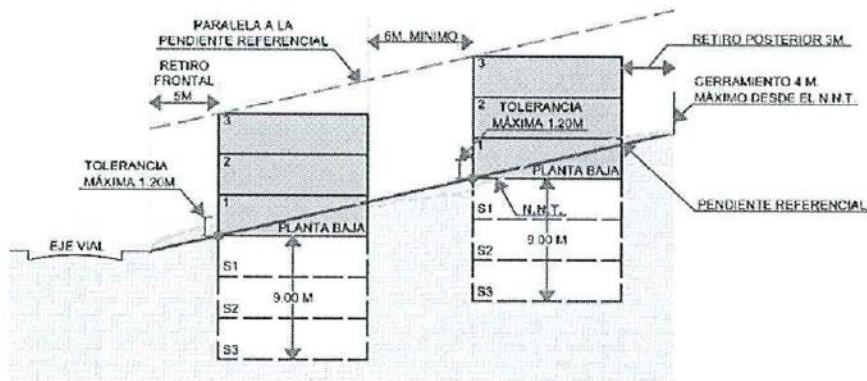 PARALELA A LA
PENDIENTE REFERENCIAL
6M. MINIMO
RETIRO
FRONTAL
5M
RETIRO POSTERIOR 3M.
CERRAMIENTO 4 M.
MÁXIMO DESDE EL N.N.T.
3
2
1
TOLERANCIA
MÁXIMA 1.20M
PLANTA BAJA
3
2
1
TOLERANCIA
MÁXIMA 1.20M
PLANTA BAJA
N.N.T.
PENDIENTE REFERENCIAL
EJE VIAL
S1
S2
S3
9.00 M
S1
S2
S3
9.00 M